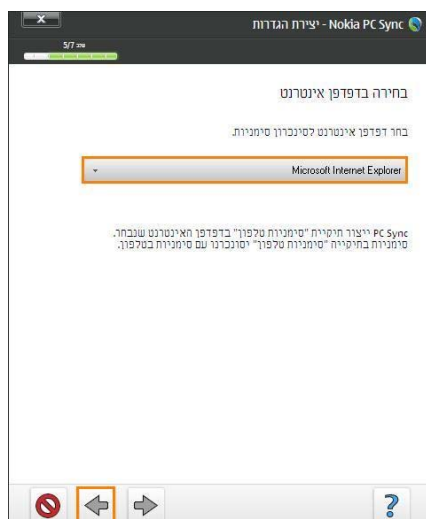 Nokia PC Sync - יצירת הגדרות
שלב 5/7
בחירה בדפדפן אינטרנט
בחר דפדפן אינטרנט לסינכרון סימניות.
Microsoft Internet Explorer
PC Sync ייצור תיקיית "סימניות טלפון" בדפדפן האינטרנט שנבחר.
סימניות בתיקייה "סימניות טלפון" יסונכרנו עם סימניות בטלפון.